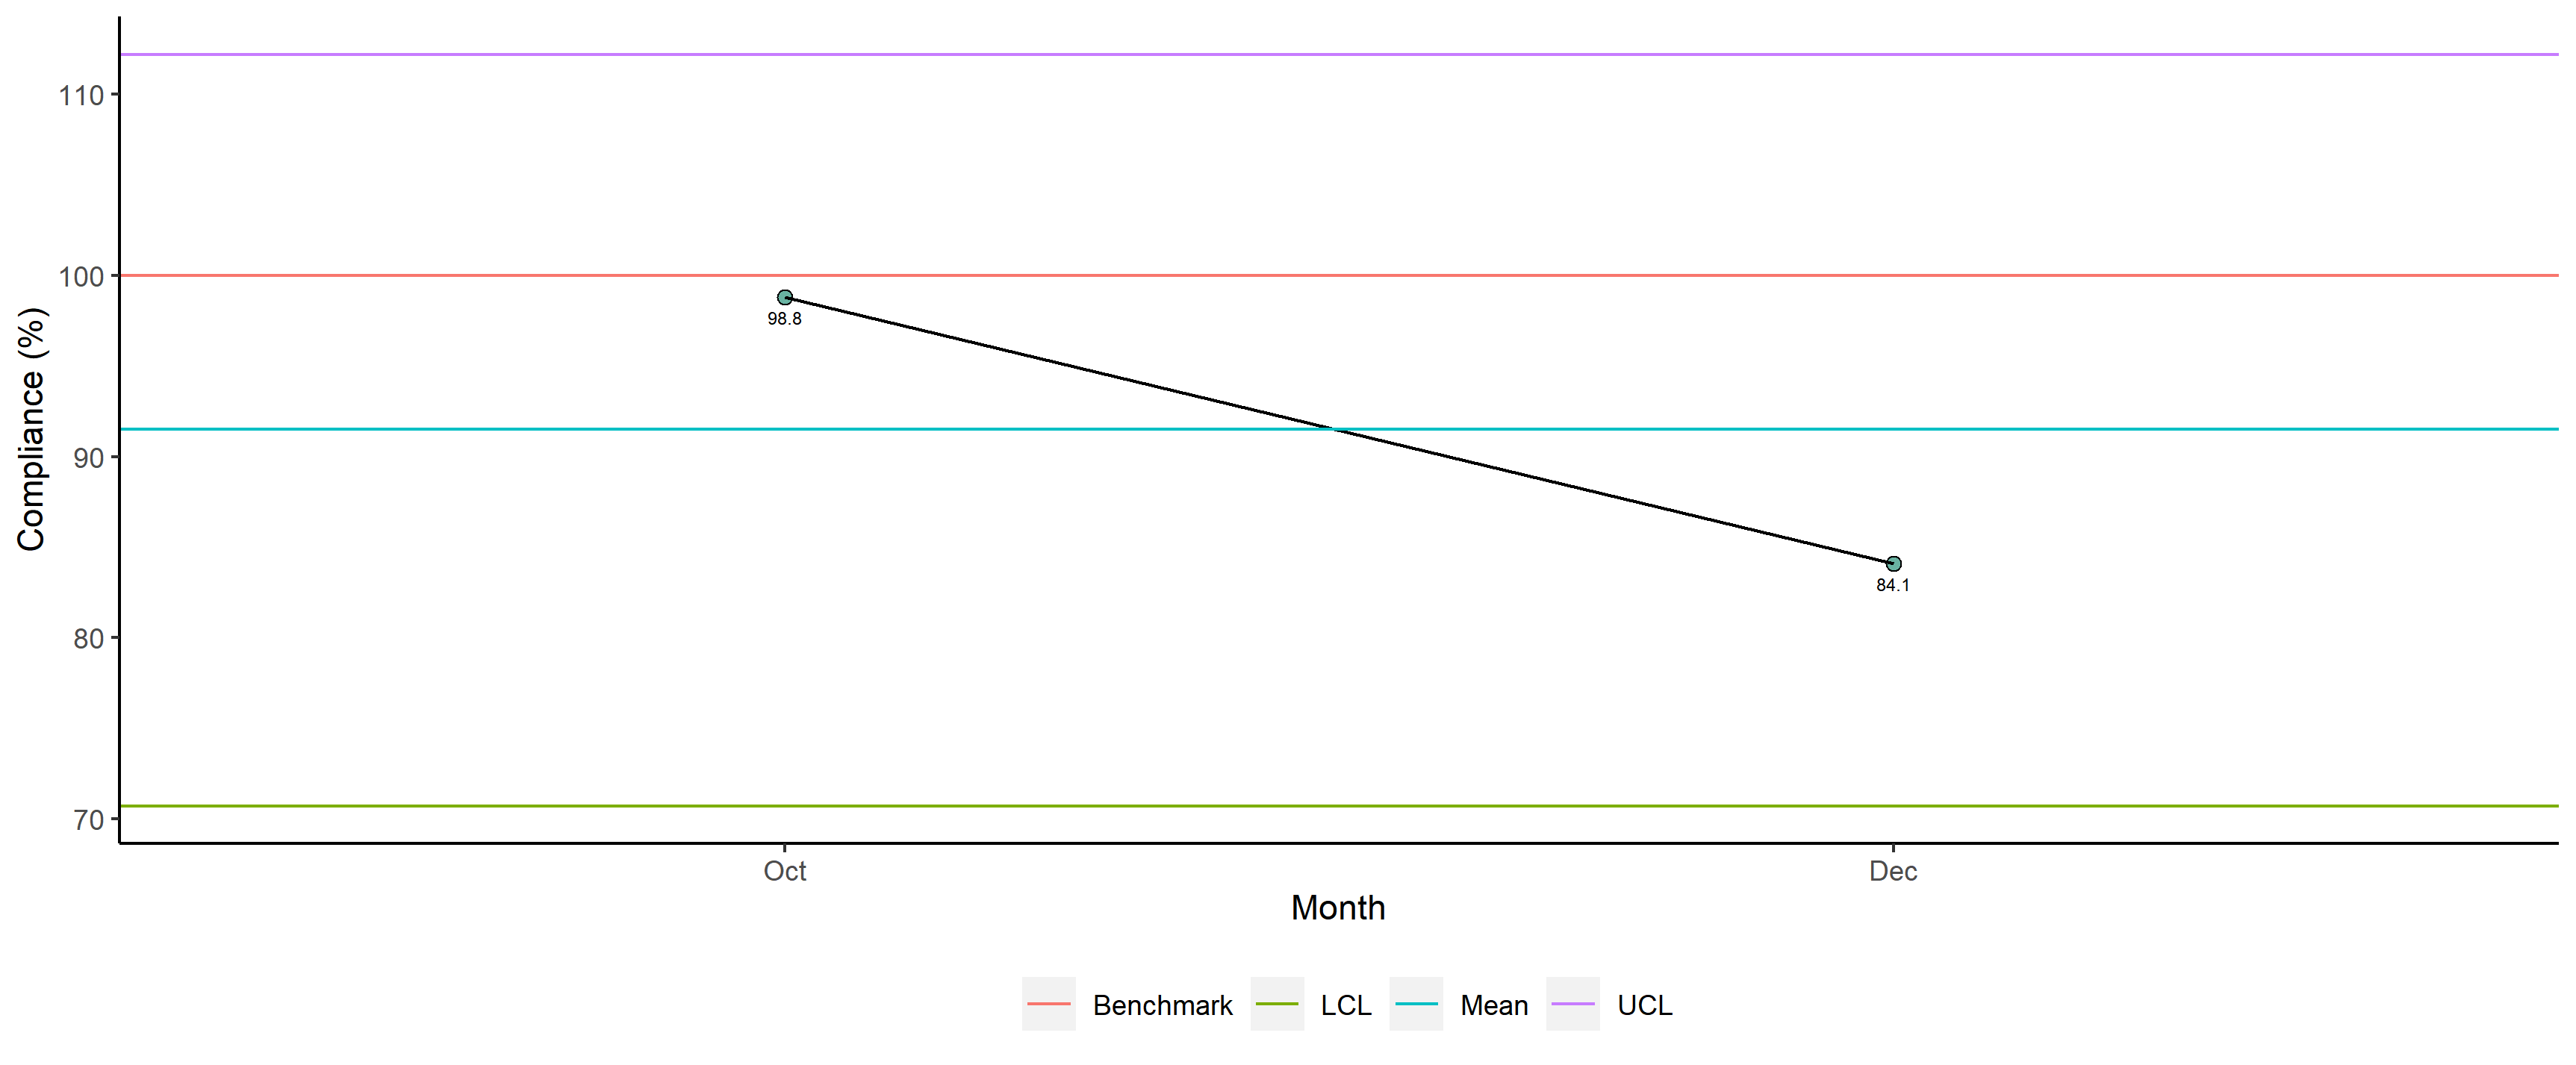 110
100
90
80
70
Compliance (%)
98.8
84.1
Oct Dec
Month
Benchmark LCL Mean UCL